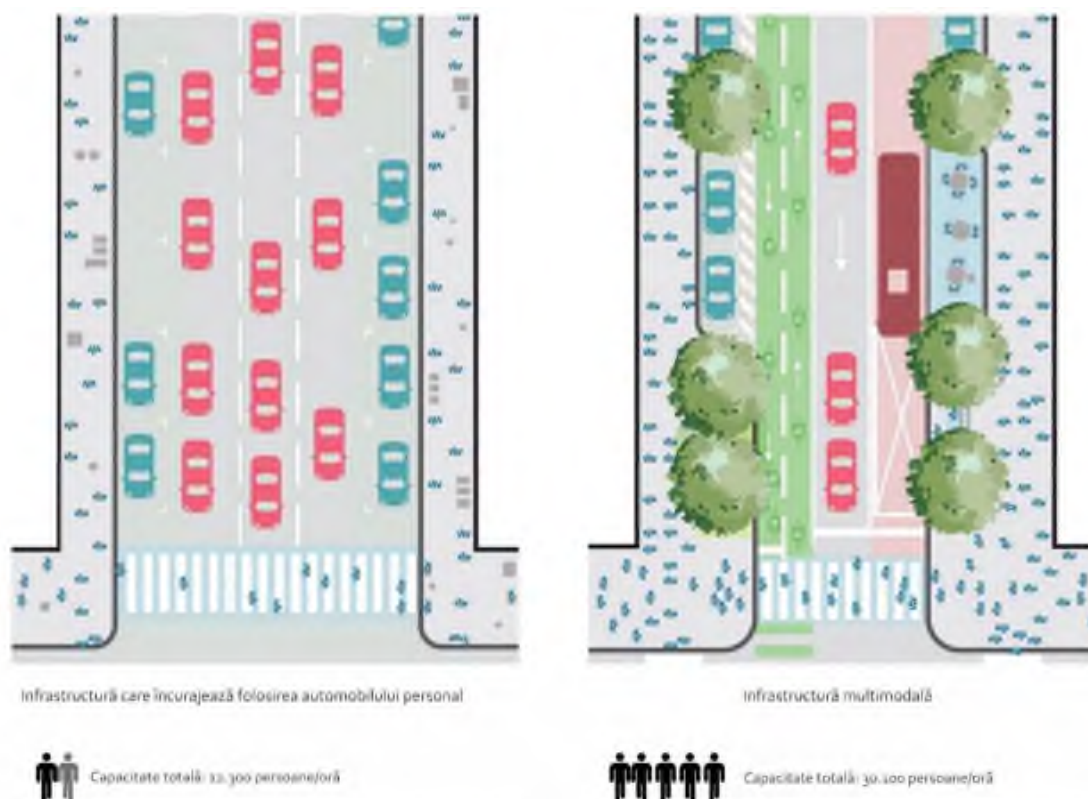 Infrastructură care încurajează folosirea automobilului personal
Infrastructură multimodală
Capacitate totală: 12.300 persoane/oră
Capacitate totală: 30.100 persoane/oră